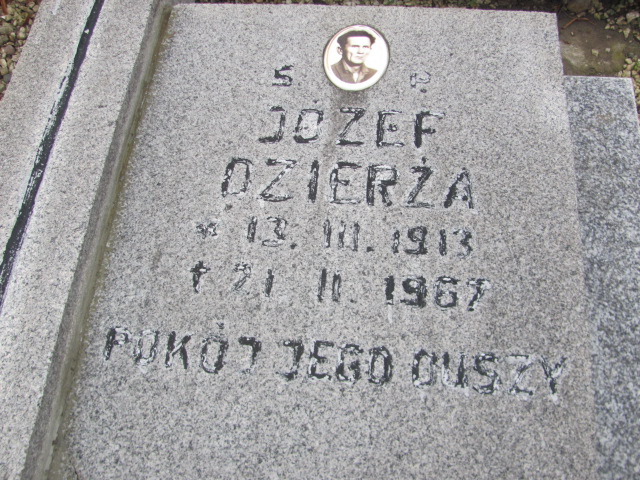 Ś P
JÓZEF
DZIERŻA
* 13. III. 1913
† 21 II. 1967
POKÓJ JEGO DUSZY